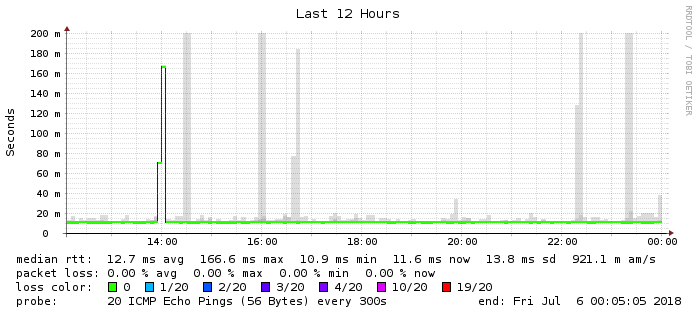 Last 12 Hours
RRDTOOL / TOBI OETIKER
Seconds
200 m
180 m
160 m
140 m
120 m
100 m
80 m
60 m
40 m
20 m
0
14:00 16:00 18:00 20:00 22:00 00:00
median rtt: 12.7 ms avg 166.6 ms max 10.9 ms min 11.6 ms now 13.8 ms sd 921.1 m am/s
packet loss: 0.00 % avg 0.00 % max 0.00 % min 0.00 % now
loss color: 0 1/20 2/20 3/20 4/20 10/20 19/20
probe: 20 ICMP Echo Pings (56 Bytes) every 300s end: Fri Jul 6 00:05:05 2018